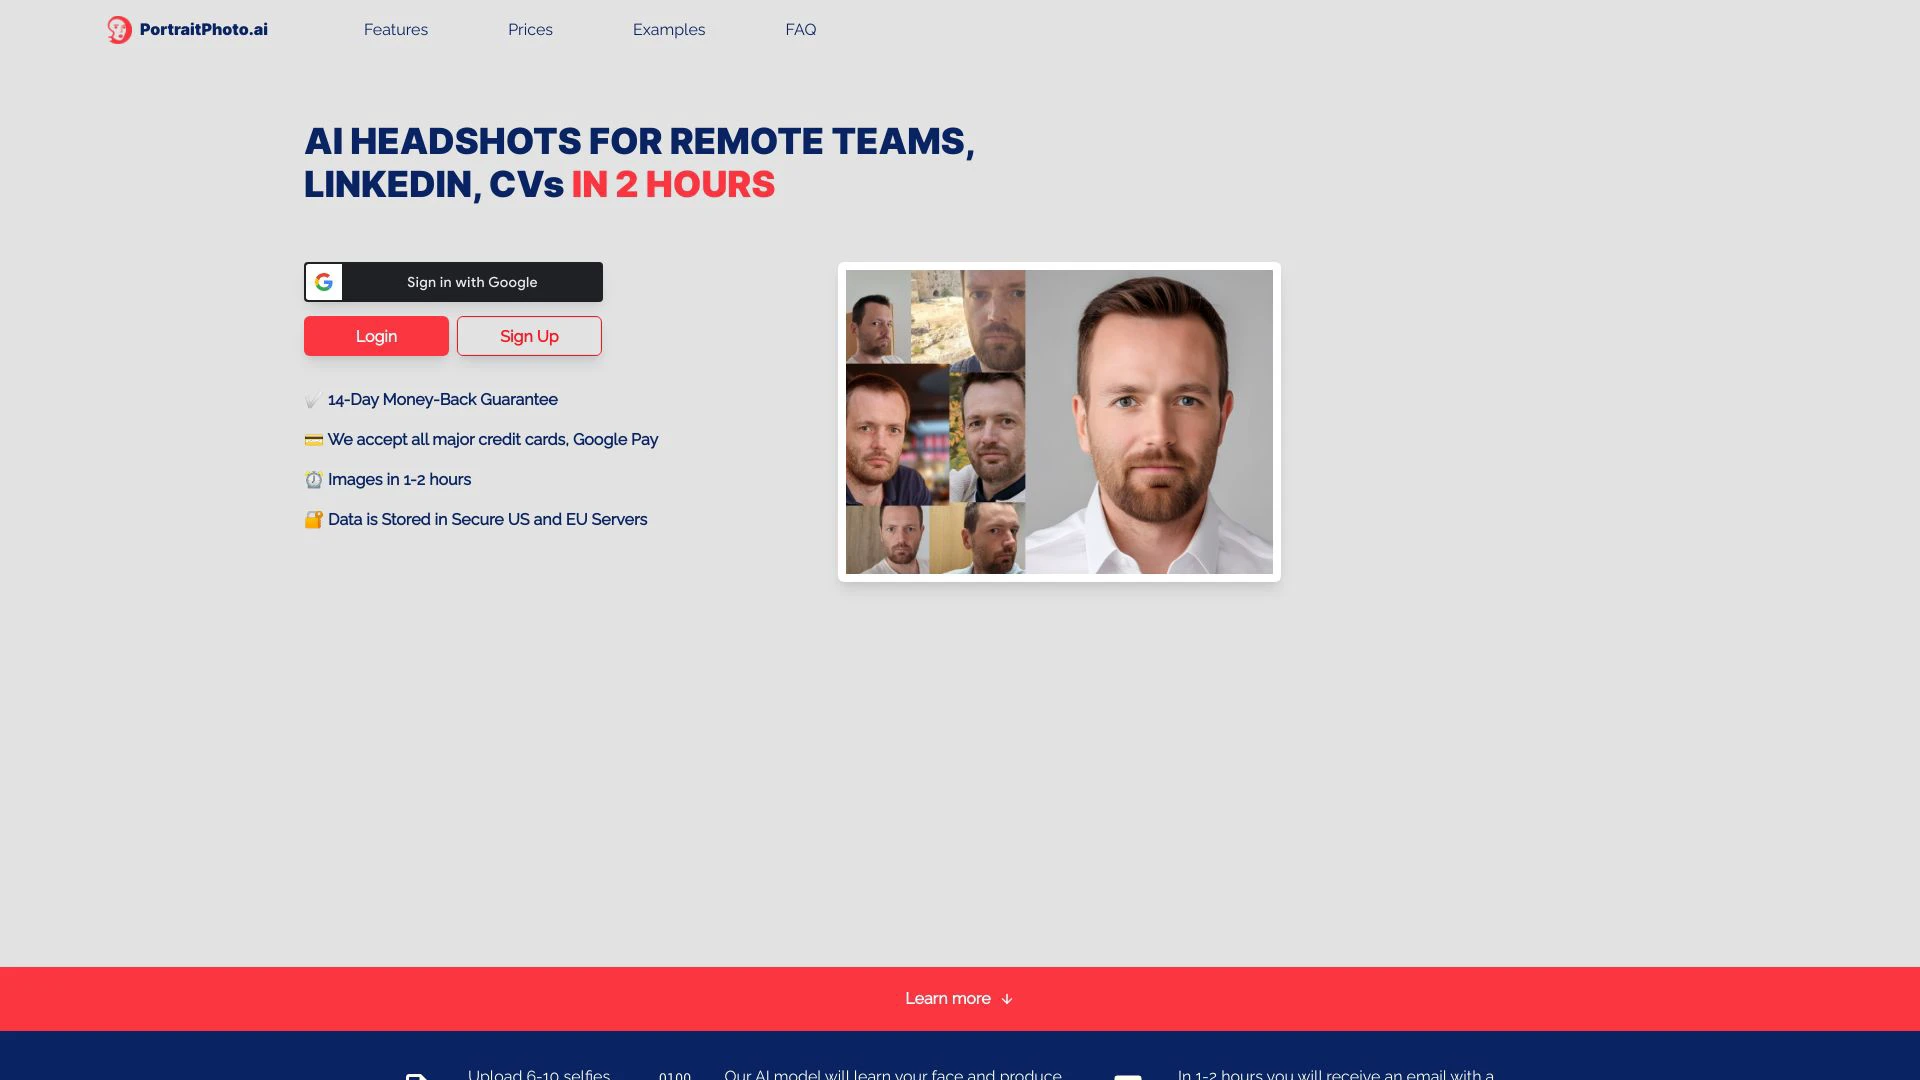 PortraitPhoto.ai
Features
Prices
Examples
FAQ
AI HEADSHOTS FOR REMOTE TEAMS,
LINKEDIN, CVs IN 2 HOURS
Sign in with Google
Login
Sign Up
14-Day Money-Back Guarantee
💳 We accept all major credit cards, Google Pay
⏰ Images in 1-2 hours
🔐 Data is Stored in Secure US and EU Servers
Learn more ↓
Upload 6-10 selfies
0100
Our AI model will learn your face and produce
In 1-2 hours you will receive an email with a